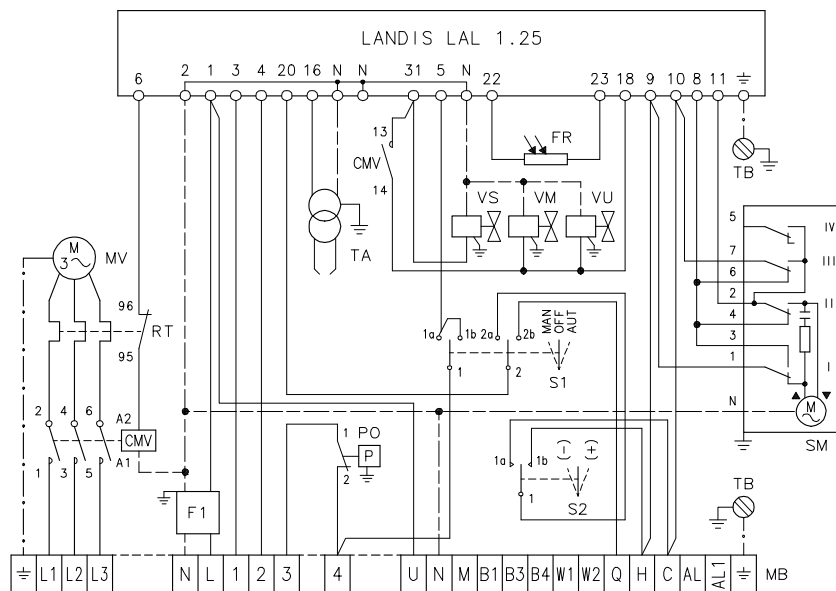 LANDIS LAL 1.25
6 2 1 3 4 20 16 N N 31 5 N 22 23 18 9 10 8 11
13
CMV
14
FR
TB
VS VM VU
TA
M
3
MV
5 IV
7 III
6
2 II
4
3
1 I
N
M
SM
96
RT
95
1a 1b 2a 2b
MAN
OFF
AUT
1 2
S1
2 4 6 A2
CMV
1 3 5 A1
1 PO
P
2
1a 1b
(-) (+)
1
S2
F1
TB
L1 L2 L3 N L 1 2 3 4 U N M B1 B3 B4 W1 W2 Q H C AL AL1 MB